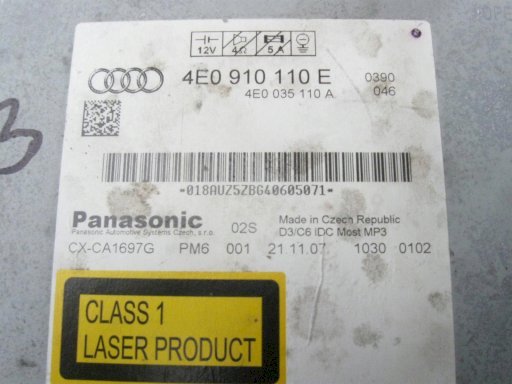 12V 4Ω 5A
4E0 910 110 E 0390
4E0 035 110 A 046
*018AUZ5ZBG40605071*
Panasonic 02S Made in Czech Republic
Panasonic Automotive Systems Czech, s.r.o. D3/C6 iDC Most MP3
CX-CA1697G PM6 001 21.11.07 1030 0102
CLASS 1
LASER PRODUCT